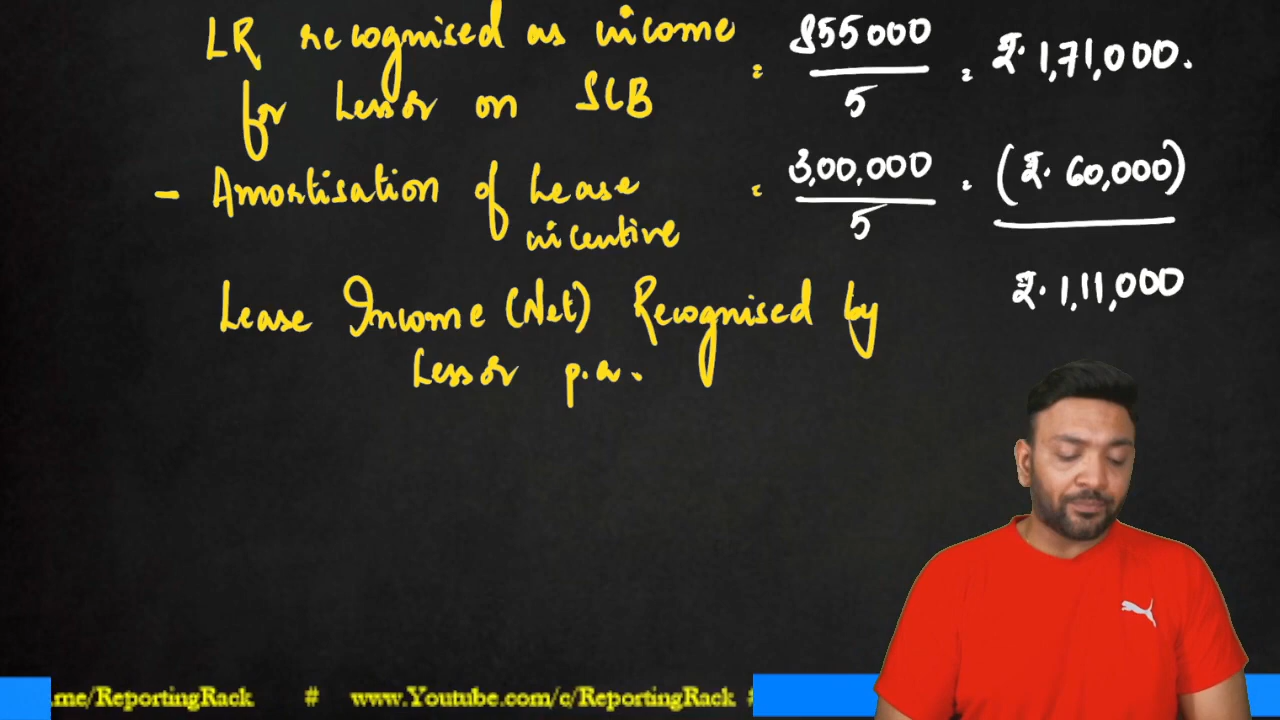 LR recognised as income = 855000 / 5 = ₹. 1,71,000.
for Lessor on SLB
- Amortisation of Lease = 3,00,000 / 5 = (₹. 60,000)
incentive
₹. 1,11,000
Lease Income (Net) Recognised by
Lessor p.a.
.me/ReportingRack # www.Youtube.com/c/ReportingRack #